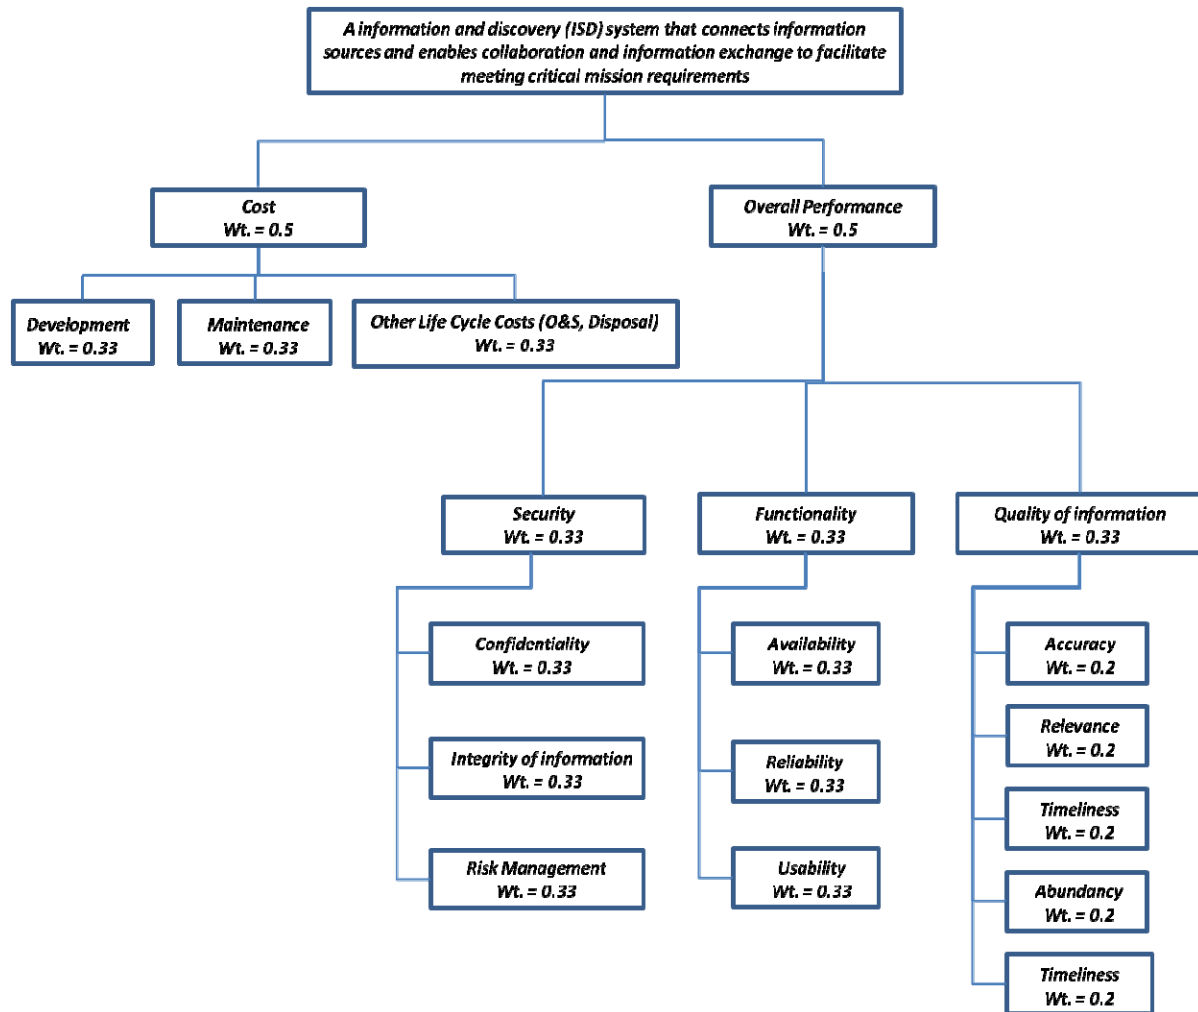 A information and discovery (ISD) system that connects information
sources and enables collaboration and information exchange to facilitate
meeting critical mission requirements
Cost
Wt. = 0.5
Overall Performance
Wt. = 0.5
Development
Wt. = 0.33
Maintenance
Wt. = 0.33
Other Life Cycle Costs (O&S, Disposal)
Wt. = 0.33
Security
Wt. = 0.33
Functionality
Wt. = 0.33
Quality of information
Wt. = 0.33
Confidentiality
Wt. = 0.33
Integrity of information
Wt. = 0.33
Risk Management
Wt. = 0.33
Availability
Wt. = 0.33
Reliability
Wt. = 0.33
Usability
Wt. = 0.33
Accuracy
Wt. = 0.2
Relevance
Wt. = 0.2
Timeliness
Wt. = 0.2
Abundancy
Wt. = 0.2
Timeliness
Wt. = 0.2